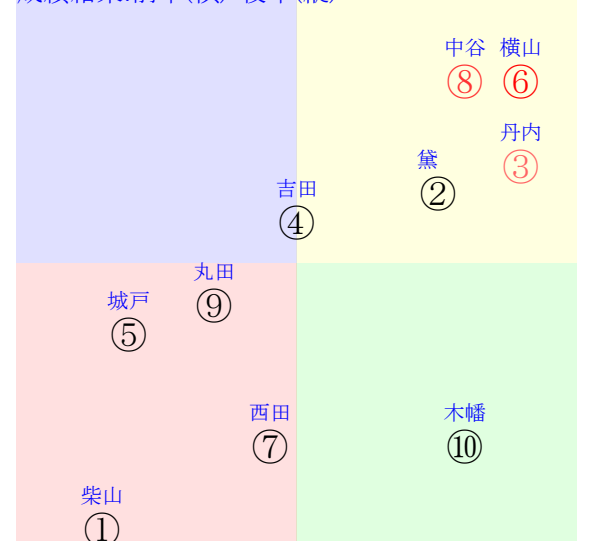 中谷 横山
⑧ ⑥
丹内
③
黛
②
吉田
④
丸田
⑨
城戸
⑤
西田 木幡
⑦ ⑩
柴山
①